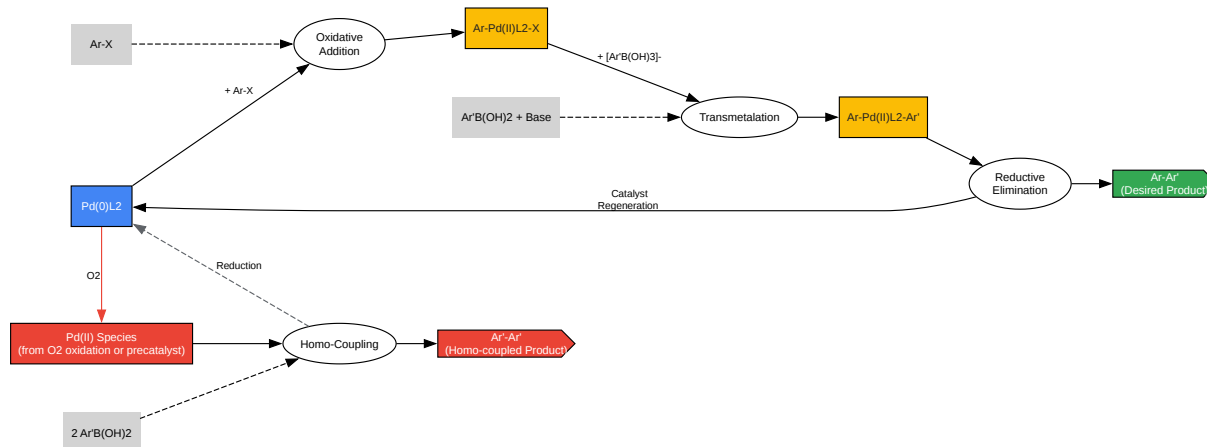 Ar-X
Oxidative
Addition
Ar-Pd(II)L2-X
+ [Ar'B(OH)3]-
+ Ar-X
Ar'B(OH)2 + Base
Transmetalation
Ar-Pd(II)L2-Ar'
Reductive
Elimination
Ar-Ar'
(Desired Product)
Pd(0)L2
Catalyst
Regeneration
Reduction
O2
Pd(II) Species
(from O2 oxidation or precatalyst)
Homo-Coupling
Ar'-Ar'
(Homo-coupled Product)
2 Ar'B(OH)2